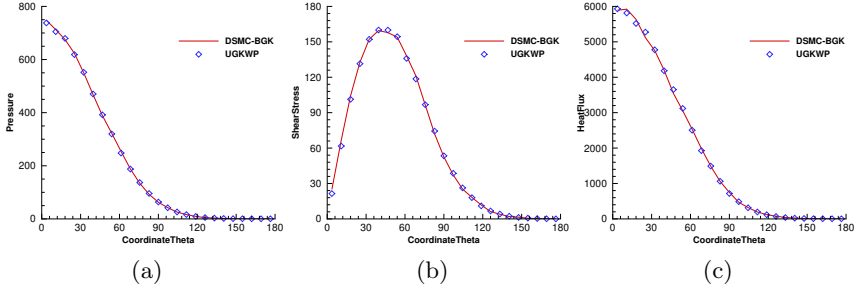 Pressure
800
600
400
200
0
0 30 60 90 120 150 180
CoordinateTheta
DSMC-BGK
UGKWP
(a)
ShearStress
180
150
120
90
60
30
0
0 30 60 90 120 150 180
CoordinateTheta
DSMC-BGK
UGKWP
(b)
HeatFlux
6000
5000
4000
3000
2000
1000
0
0 30 60 90 120 150 180
CoordinateTheta
DSMC-BGK
UGKWP
(c)